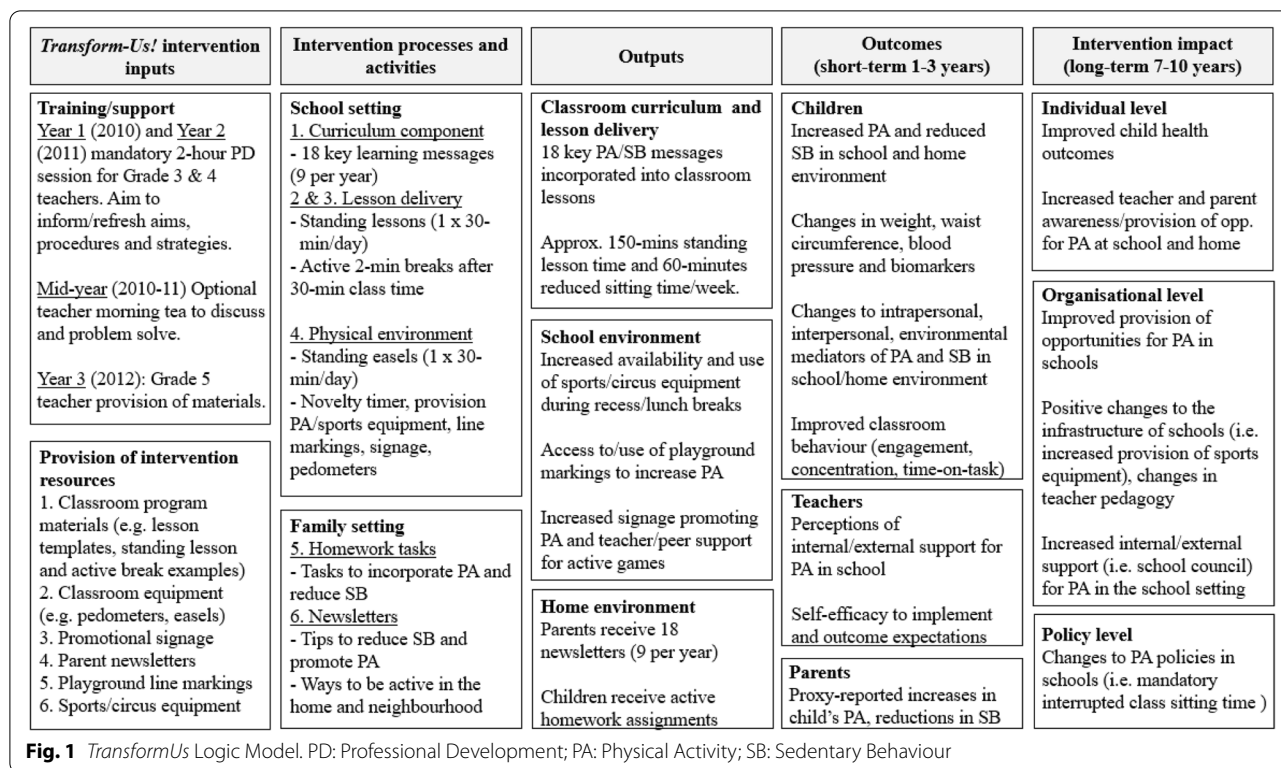 Transform-Us! intervention
inputs
Training/support
Year 1 (2010) and Year 2
(2011) mandatory 2-hour PD
session for Grade 3 & 4
teachers. Aim to
inform/refresh aims,
procedures and strategies.
Mid-year (2010-11) Optional
teacher morning tea to discuss
and problem solve.
Year 3 (2012): Grade 5
teacher provision of materials.
Provision of intervention
resources
1. Classroom program
materials (e.g. lesson
templates, standing lesson
and active break examples)
2. Classroom equipment
(e.g. pedometers, easels)
3. Promotional signage
4. Parent newsletters
5. Playground line markings
6. Sports/circus equipment
Intervention processes and
activities
School setting
1. Curriculum component
- 18 key learning messages
(9 per year)
2 & 3. Lesson delivery
- Standing lessons (1 x 30-
min/day)
- Active 2-min breaks after
30-min class time
4. Physical environment
- Standing easels (1 x 30-
min/day)
- Novelty timer, provision
PA/sports equipment, line
markings, signage,
pedometers
Family setting
5. Homework tasks
- Tasks to incorporate PA and
reduce SB
6. Newsletters
- Tips to reduce SB and
promote PA
- Ways to be active in the
home and neighbourhood
Outputs
Classroom curriculum and
lesson delivery
18 key PA/SB messages
incorporated into classroom
lessons
Approx. 150-mins standing
lesson time and 60-minutes
reduced sitting time/week.
School environment
Increased availability and use
of sports/circus equipment
during recess/lunch breaks
Access to/use of playground
markings to increase PA
Increased signage promoting
PA and teacher/peer support
for active games
Home environment
Parents receive 18
newsletters (9 per year)
Children receive active
homework assignments
Outcomes
(short-term 1-3 years)
Children
Increased PA and reduced
SB in school and home
environment
Changes in weight, waist
circumference, blood
pressure and biomarkers
Changes to intrapersonal,
interpersonal, environmental
mediators of PA and SB in
school/home environment
Improved classroom
behaviour (engagement,
concentration, time-on-task)
Teachers
Perceptions of
internal/external support for
PA in school
Self-efficacy to implement
and outcome expectations
Parents
Proxy-reported increases in
child's PA, reductions in SB
Intervention impact
(long-term 7-10 years)
Individual level
Improved child health
outcomes
Increased teacher and parent
awareness/provision of opp.
for PA at school and home
Organisational level
Improved provision of
opportunities for PA in
schools
Positive changes to the
infrastructure of schools (i.e.
increased provision of sports
equipment), changes in
teacher pedagogy
Increased internal/external
support (i.e. school council)
for PA in the school setting
Policy level
Changes to PA policies in
schools (i.e. mandatory
interrupted class sitting time )
Fig. 1 TransformUs Logic Model. PD: Professional Development; PA: Physical Activity; SB: Sedentary Behaviour